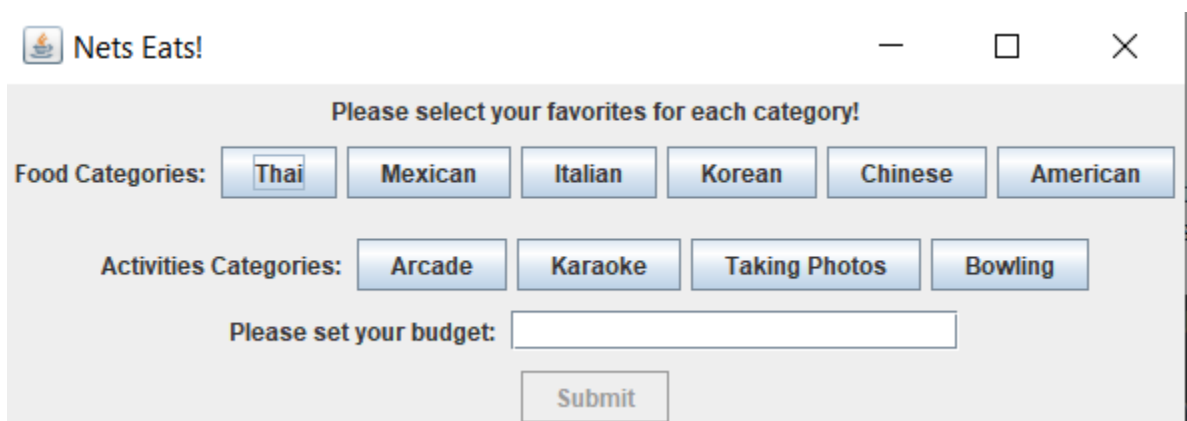 Nets Eats!
Please select your favorites for each category!
Food Categories: Thai Mexican Italian Korean Chinese American
Activities Categories: Arcade Karaoke Taking Photos Bowling
Please set your budget:
Submit